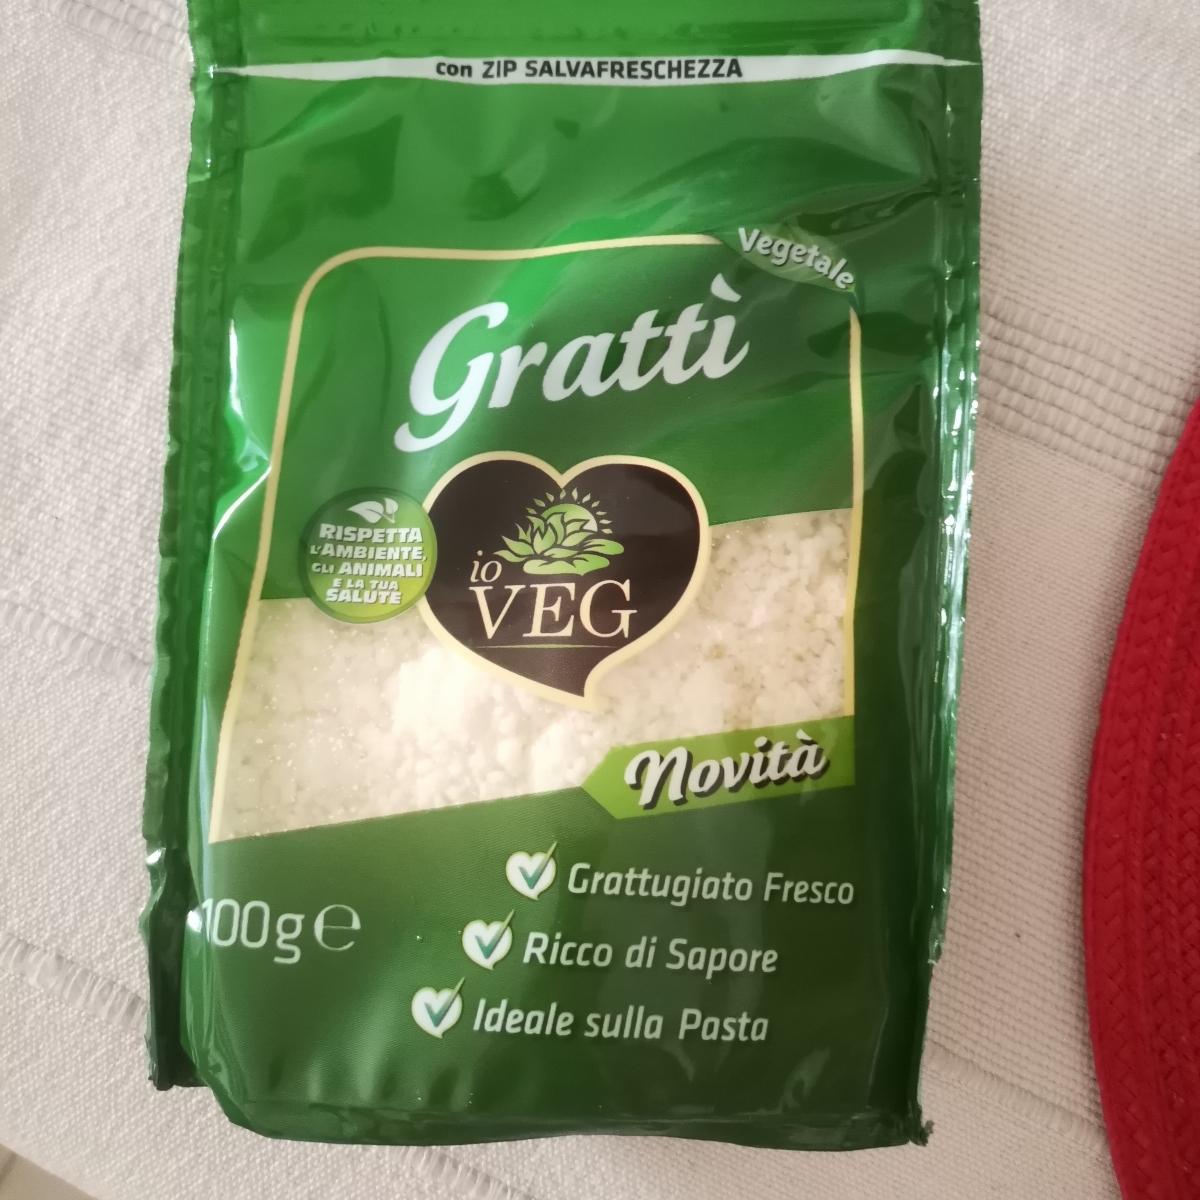 con ZIP SALVAFRESCHEZZA
Vegetale
Grattì
RISPETTA
L'AMBIENTE,
GLI ANIMALI
E LA TUA
SALUTE
io
VEG
Novità
Grattugiato Fresco
100g e
Ricco di Sapore
Ideale sulla Pasta